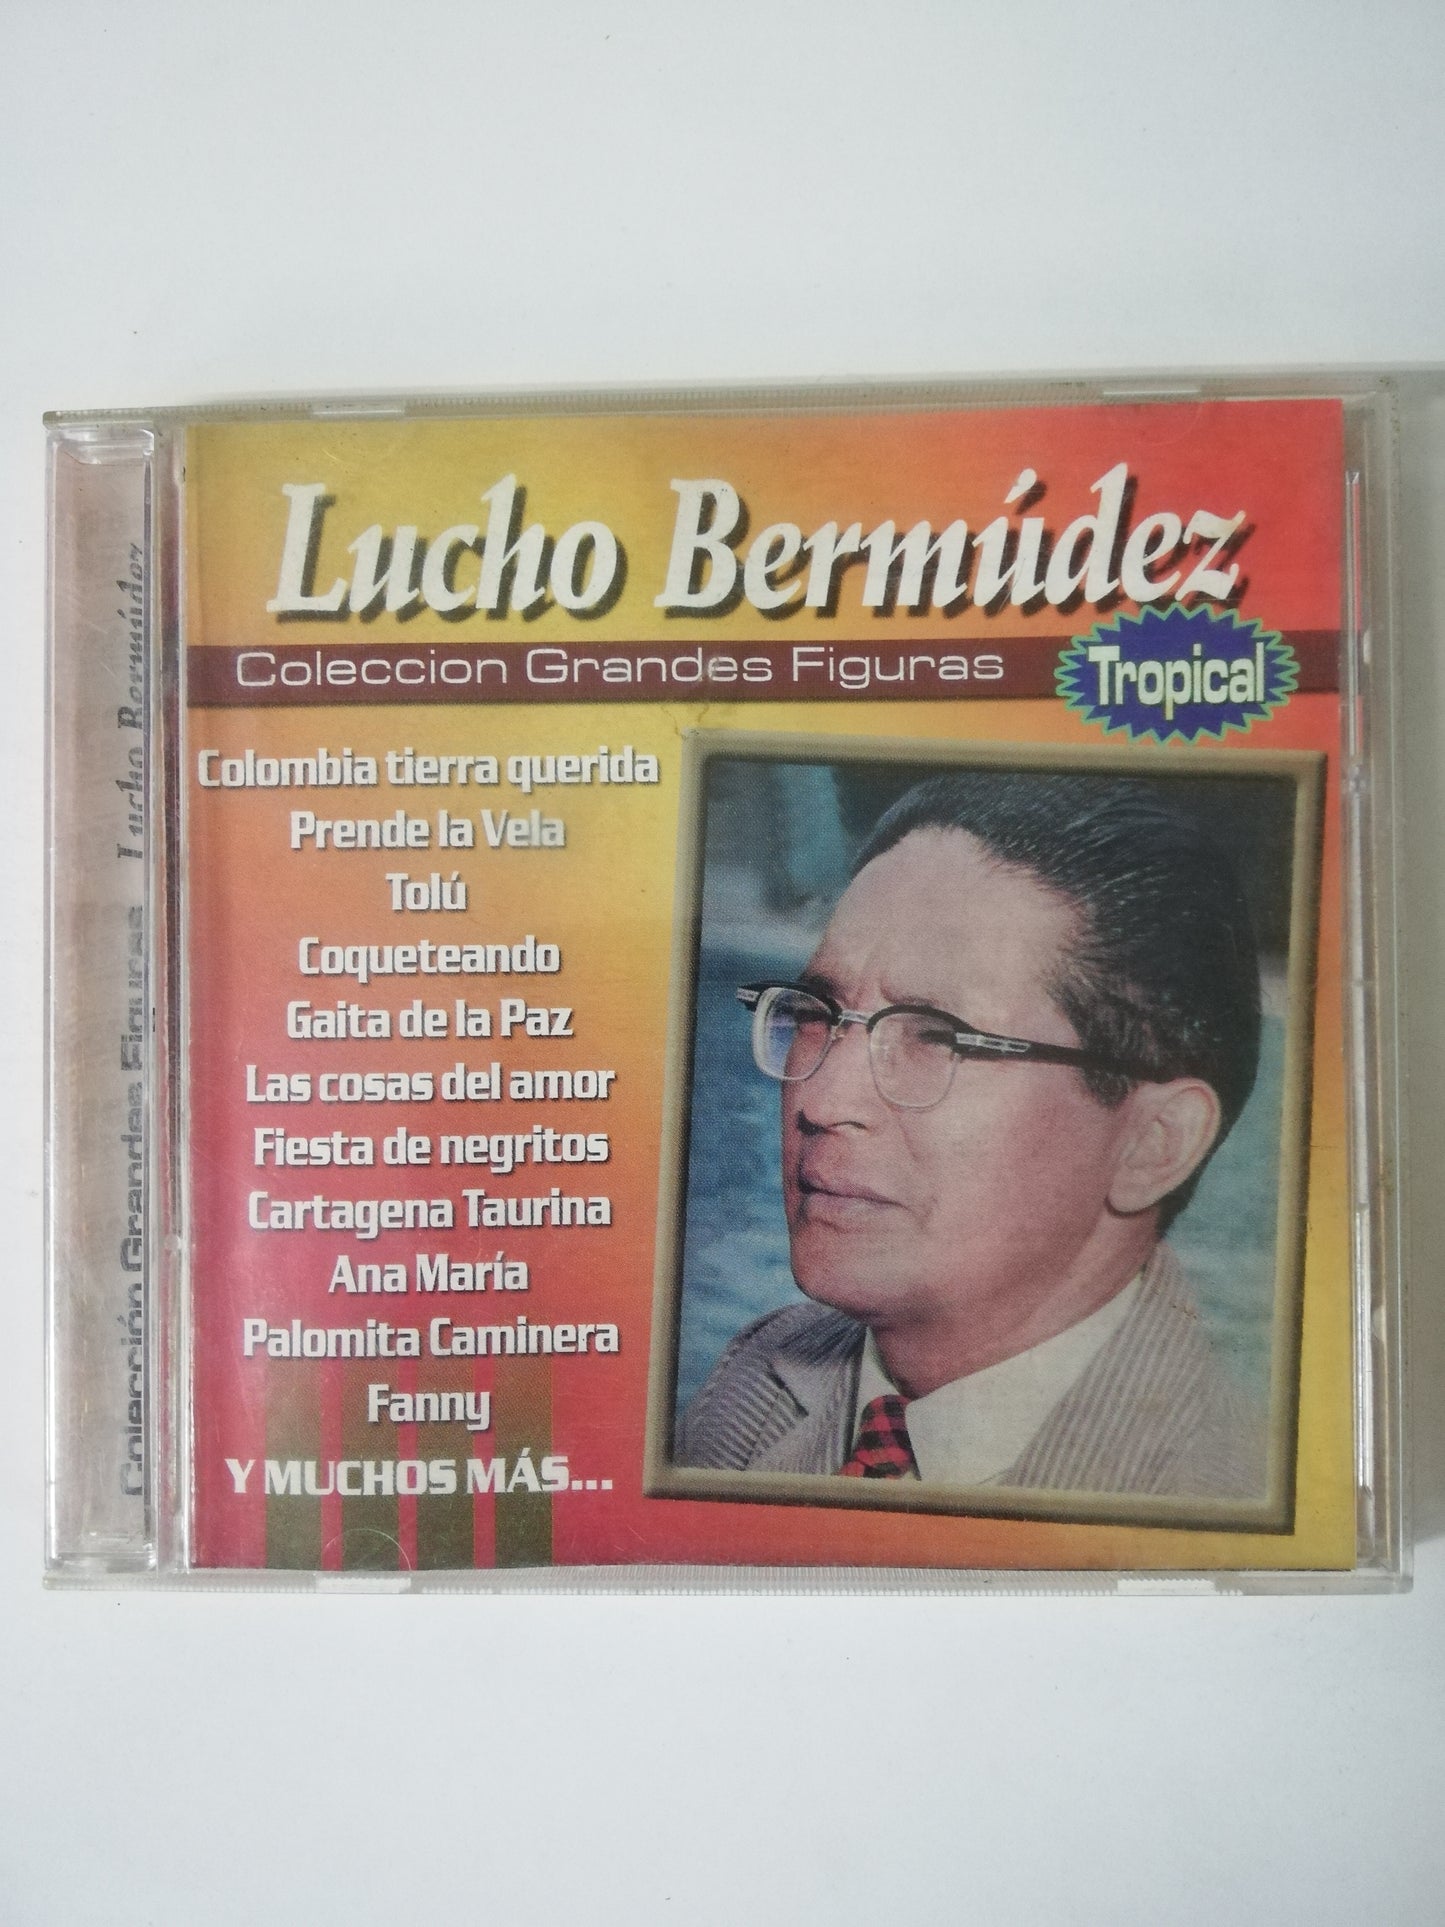 Lucho Bermúdez
Coleccion Grandes Figuras
Tropical
Colombia tierra querida
Prende la Vela
Tolú
Coqueteando
Gaita de la Paz
Las cosas del amor
Fiesta de negritos
Cartagena Taurina
Ana María
Palomita Caminera
Fanny
Y MUCHOS MÁS...
Colección Grandes Figuras Lucho Bermúdez